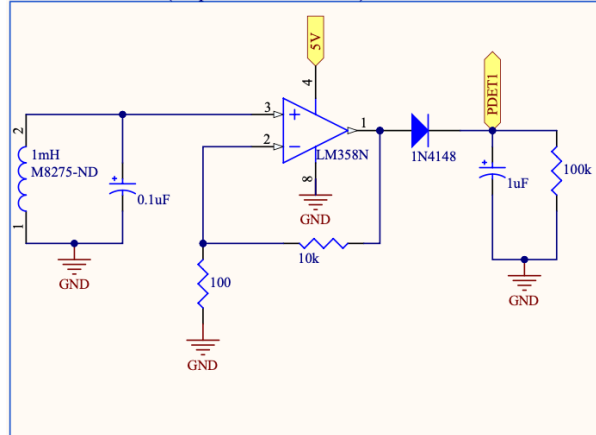 5V
4
PDET1
3
+
2
−
1
LM358N
8
GND
1N4148
+
1uF
100k
GND
2
1mH
M8275-ND
1
+
0.1uF
GND
10k
100
GND